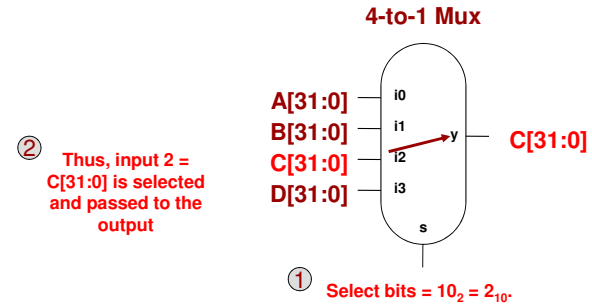 4-to-1 Mux
A[31:0] i0
B[31:0] i1
y C[31:0]
C[31:0] i2
D[31:0] i3
s
2
Thus, input 2 =
C[31:0] is selected
and passed to the
output
1
Select bits = 10₂ = 2₁₀.